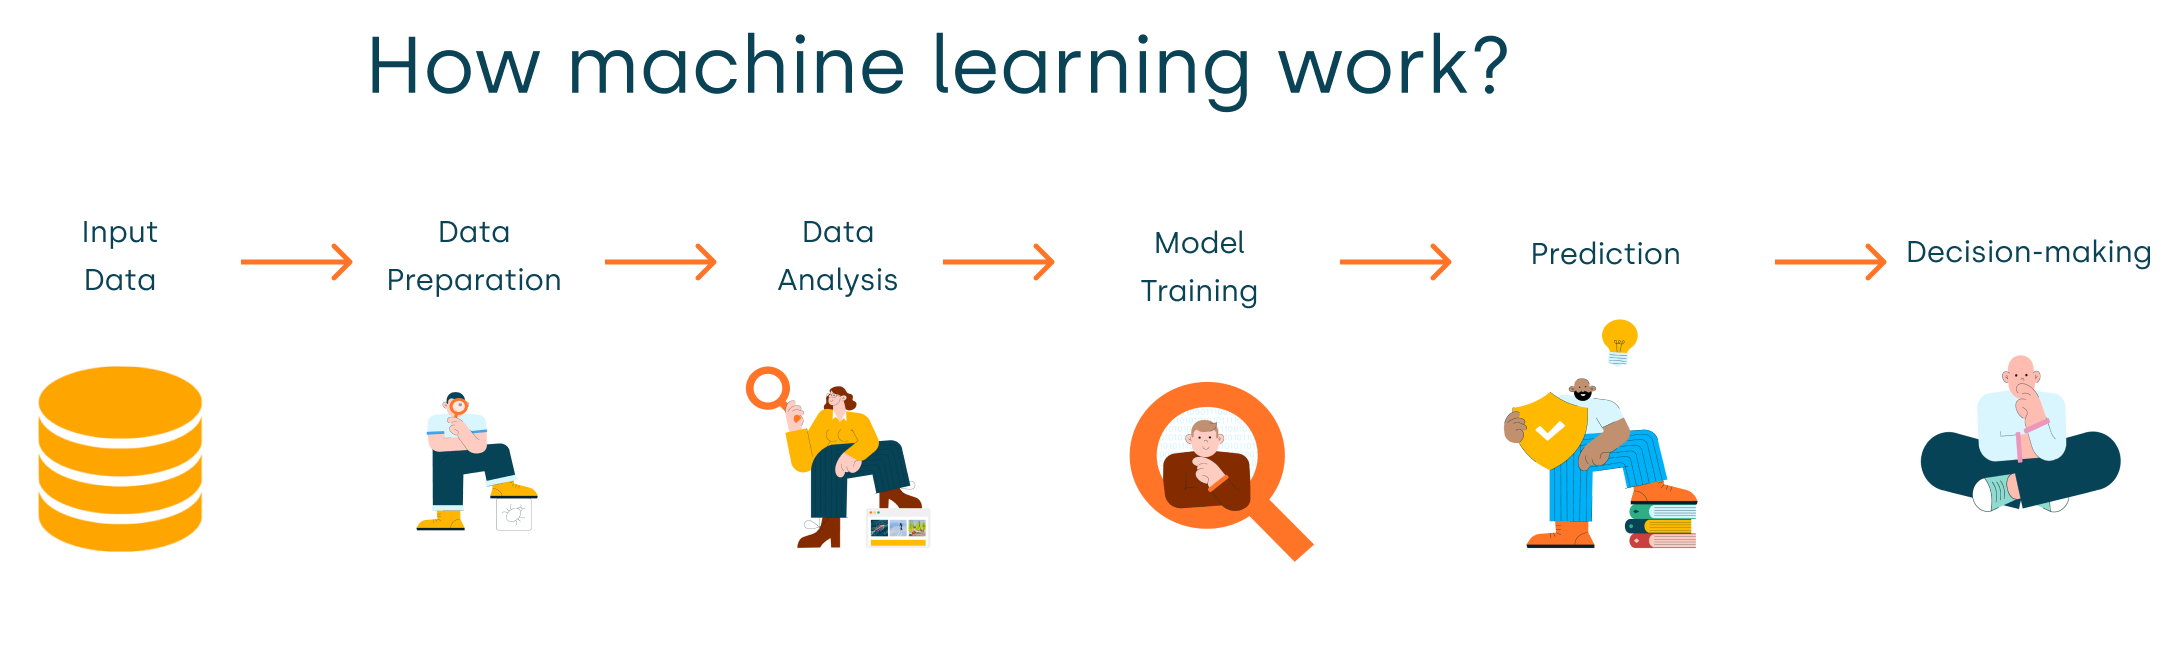 How machine learning work?
Input
Data
Data
Preparation
Data
Analysis
Model
Training
Prediction
Decision-making